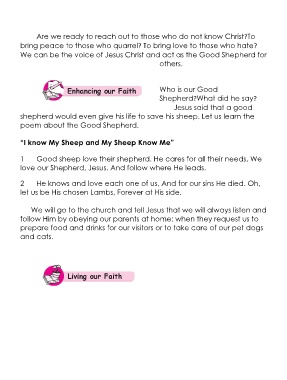 Are we ready to reach out to those who do not know Christ?To
bring peace to those who quarrel? To bring love to those who hate?
We can be the voice of Jesus Christ and act as the Good Shepherd for
others.
Enhancing our Faith
Who is our Good
Shepherd?What did he say?
Jesus said that a good
shepherd would even give his life to save his sheep. Let us learn the
poem about the Good Shepherd.
"I know My Sheep and My Sheep Know Me"
1 Good sheep love their shepherd. He cares for all their needs. We
love our Shepherd, Jesus. And follow where He leads.
2 He knows and love each one of us, And for our sins He died. Oh,
let us be His chosen Lambs, Forever at His side.
We will go to the church and tell Jesus that we will always listen and
follow Him by obeying our parents at home: when they request us to
prepare food and drinks for our visitors or to take care of our pet dogs
and cats.
Living our Faith